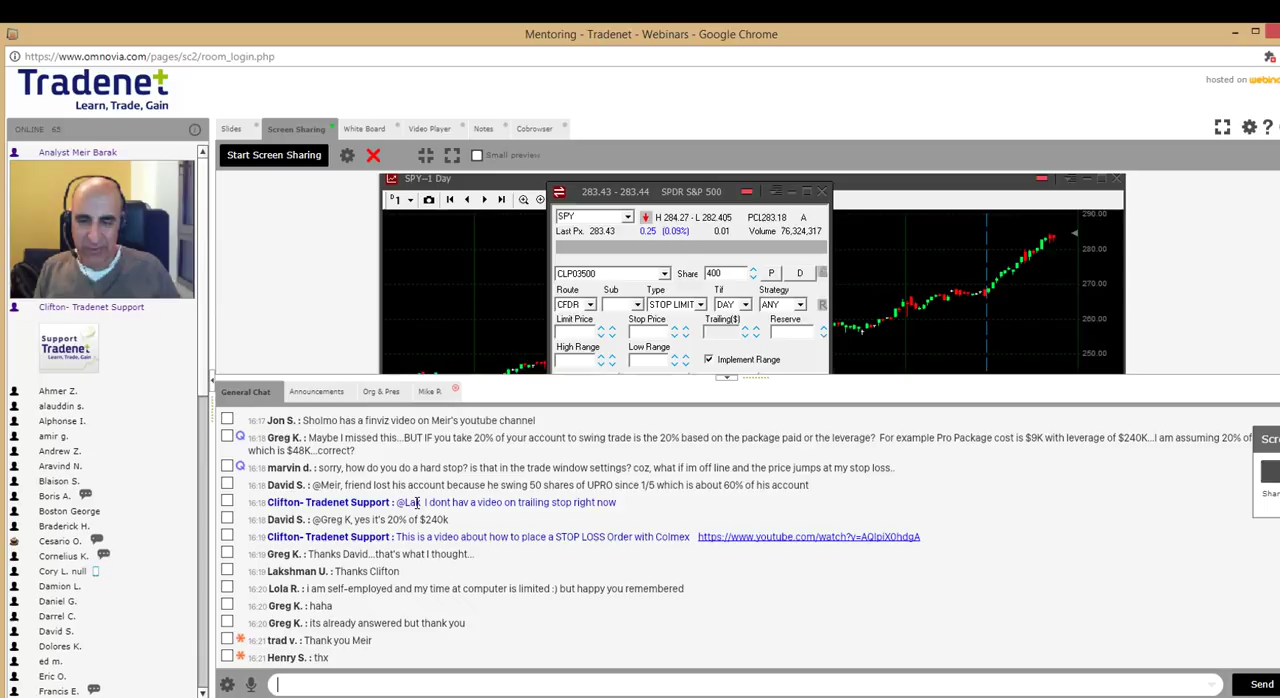 Mentoring - Tradenet - Webinars - Google Chrome
https://www.omnovia.com/pages/sc2/room_login.php
Tradenet
Learn, Trade, Gain
hosted on
ONLINE 65
Slides
Screen Sharing
White Board
Video Player
Notes
Cobrowser
Start Screen Sharing
Small preview
Analyst Meir Barak
Clifton- Tradenet Support
Support
Tradenet
Learn, Trade, Gain
Ahmer Z.
alauddin s.
Alphonse I.
amir g.
Andrew Z.
Aravind N.
Blaison S.
Boris A.
Boston George
Braderick H.
Cesario O.
Cornelius K.
Cory L. null
Damion L.
Daniel G.
Darrel C.
David S.
Dolores K.
ed m.
Eric O.
Francis E.
SPY--1 Day
283.43 - 283.44 SPDR S&P 500
SPY H 284.27 - L 282.405 PCL283.18 A
Last Px. 283.43 0.25 (0.09%) 0.01 Volume 76,324,317
CLP03500 Share 400 P D
Route Sub Type Tif Strategy
CFDR STOP LIMIT DAY ANY R
Limit Price Stop Price Trailing($) Reserve
High Range Low Range Implement Range
290.00
280.00
270.00
260.00
250.00
General Chat Announcements Org & Pres Mike R.
16:17 Jon S. : Sholmo has a finviz video on Meir's youtube channel
16:18 Greg K. : Maybe I missed this...BUT IF you take 20% of your account to swing trade is the 20% based on the package paid or the leverage? For example Pro Package cost is $9K with leverage of $240K...I am assuming 20% of
which is $48K...correct?
16:18 marvin d. : sorry, how do you do a hard stop? is that in the trade window settings? coz, what if im off line and the price jumps at my stop loss..
16:18 David S. : @Meir, friend lost his account because he swing 50 shares of UPRO since 1/5 which is about 60% of his account
16:18 Clifton- Tradenet Support : I dont hav a video on trailing stop right now
16:18 David S. : @Greg K, yes it's 20% of $240k
16:19 Clifton- Tradenet Support : This is a video about how to place a STOP LOSS Order with Colmex https://www.youtube.com/watch?v=AQlpiX0hdgA
16:19 Greg K. : Thanks David...that's what I thought...
16:19 Lakshman U. : Thanks Clifton
16:20 Lola R. : i am self-employed and my time at computer is limited :) but happy you remembered
16:20 Greg K. : haha
16:20 Greg K. : its already answered but thank you
16:21 trad v. : Thank you Meir
16:21 Henry S. : thx
Send